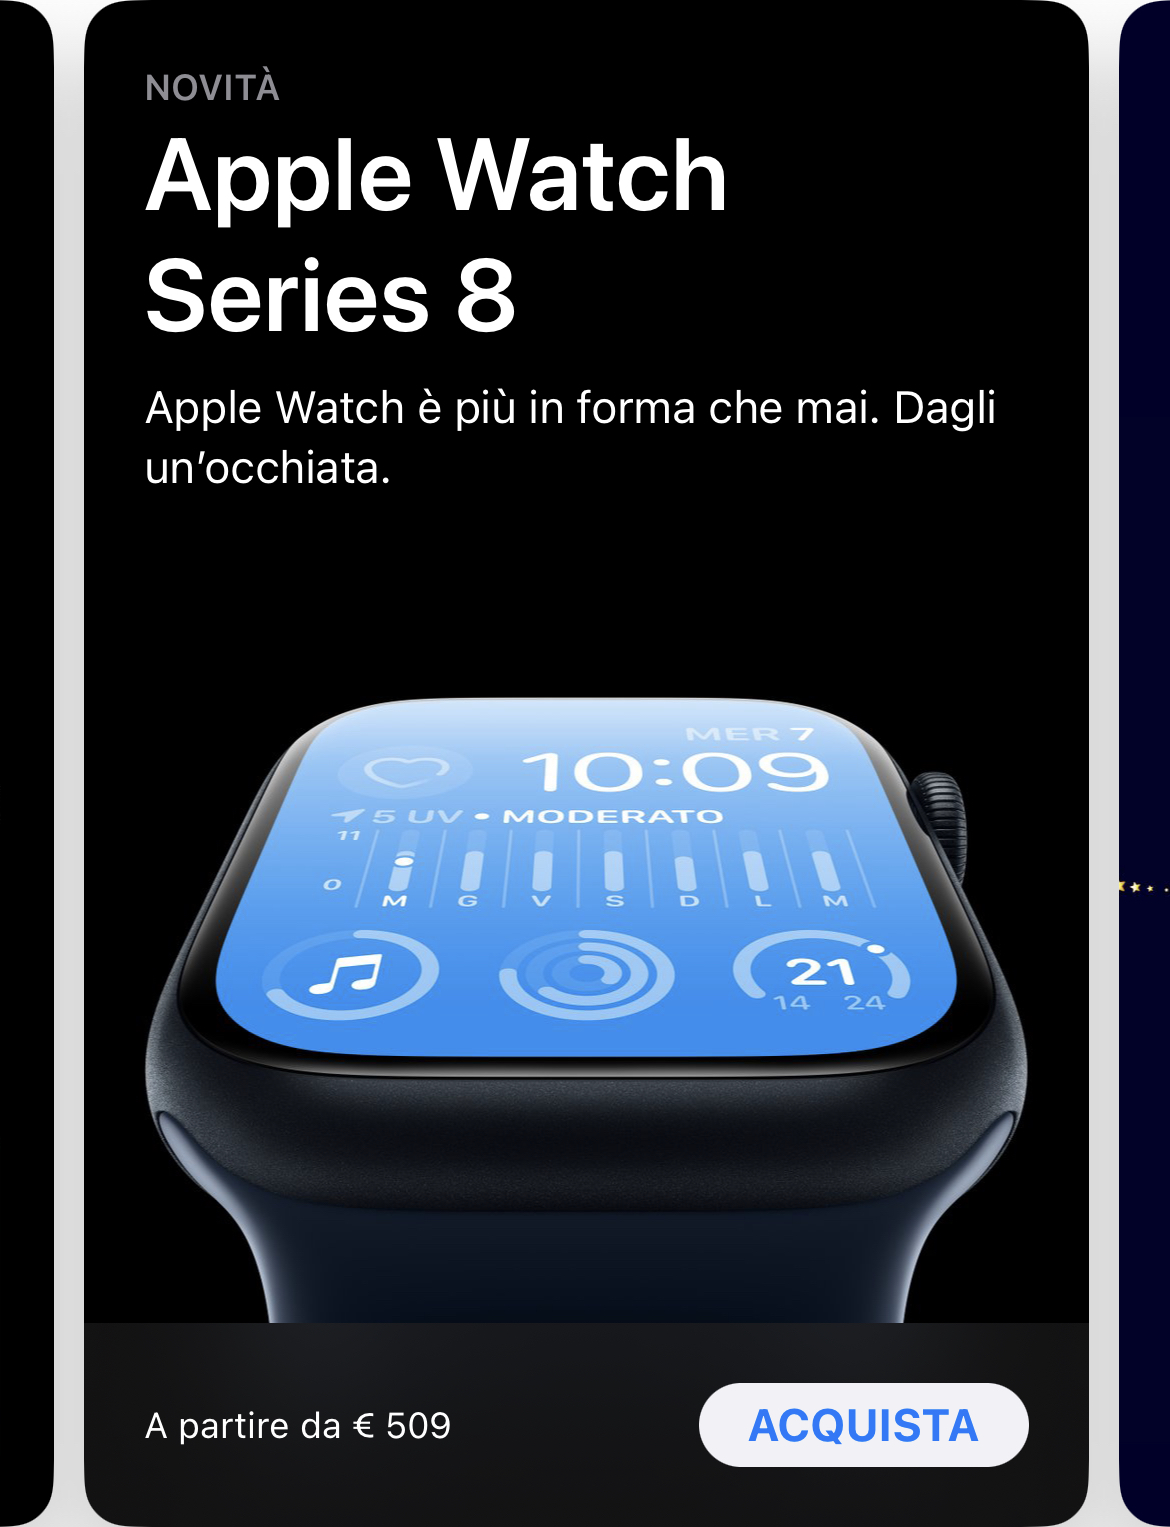 NOVITÀ
Apple Watch
Series 8
Apple Watch è più in forma che mai. Dagli
un’occhiata.
MER 7
10:09
5 UV • MODERATO
11
0
M G V S D L M
21
14 24
A partire da € 509
ACQUISTA